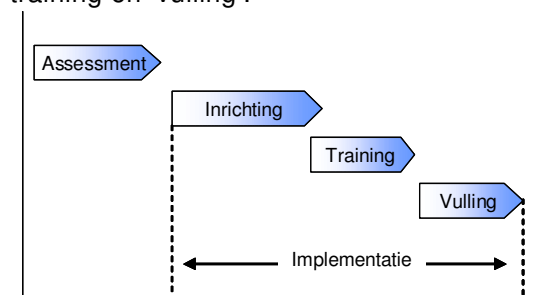 training en 'vulling'.
Assessment
Inrichting
Training
Vulling
Implementatie